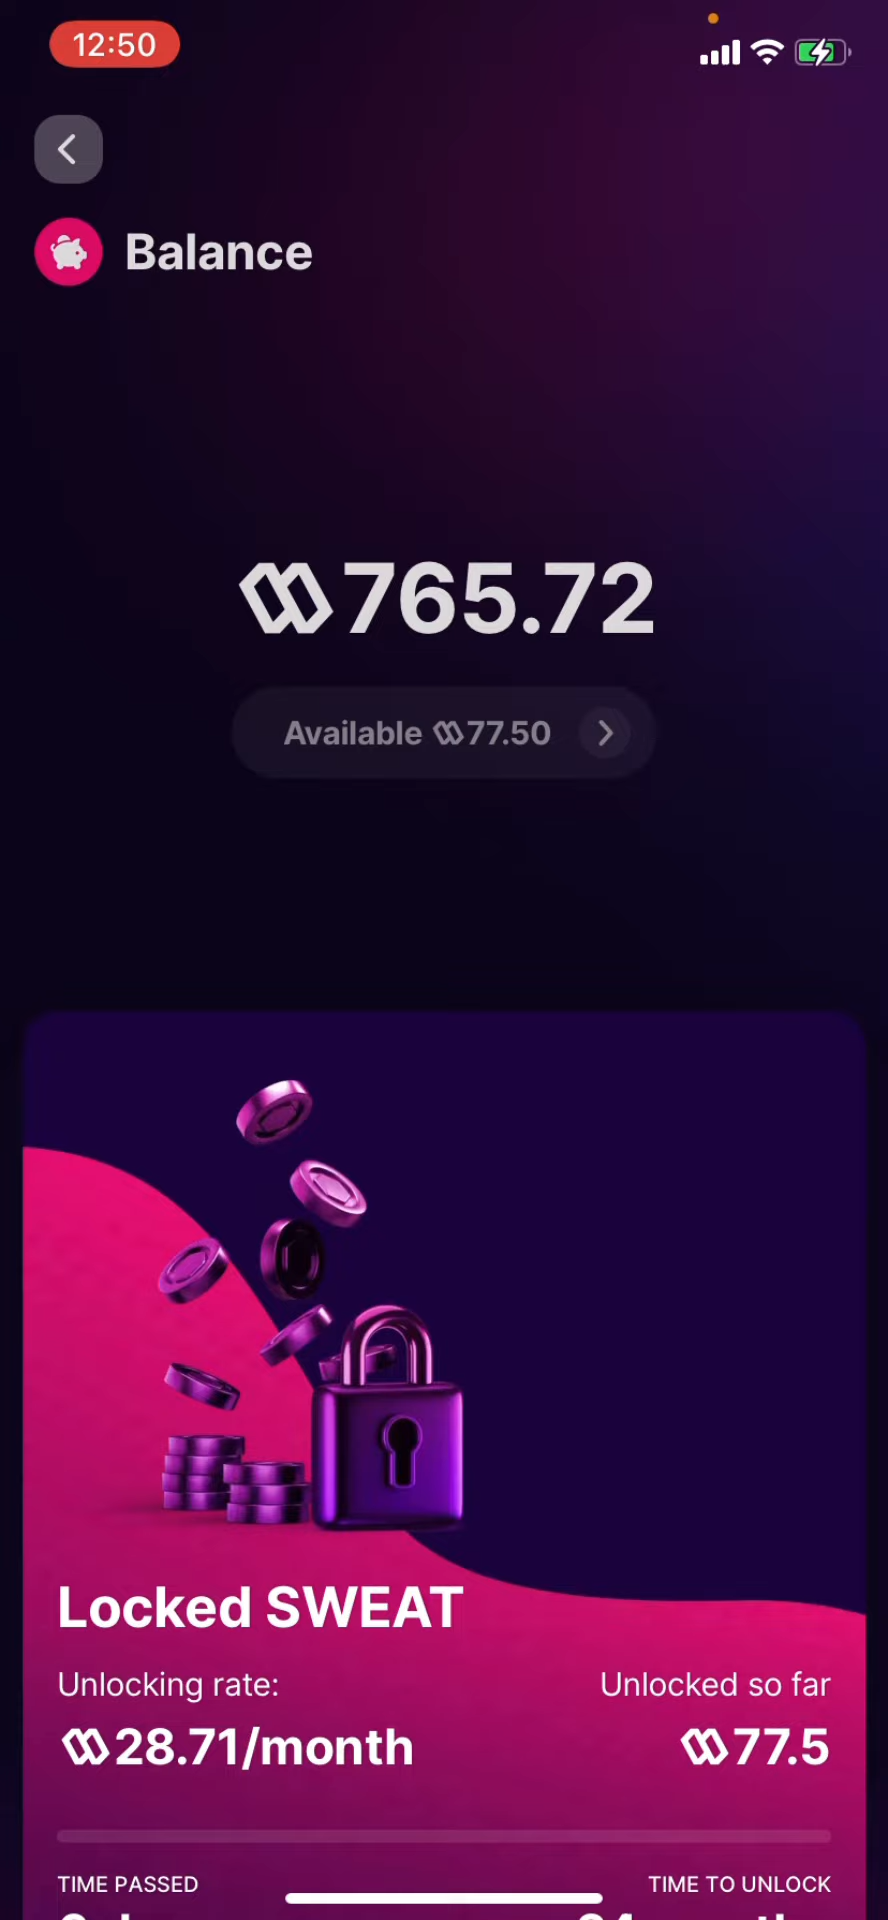 12:50
Balance
765.72
Available 77.50
Locked SWEAT
Unlocking rate:
Unlocked so far
28.71/month
77.5
TIME PASSED
TIME TO UNLOCK